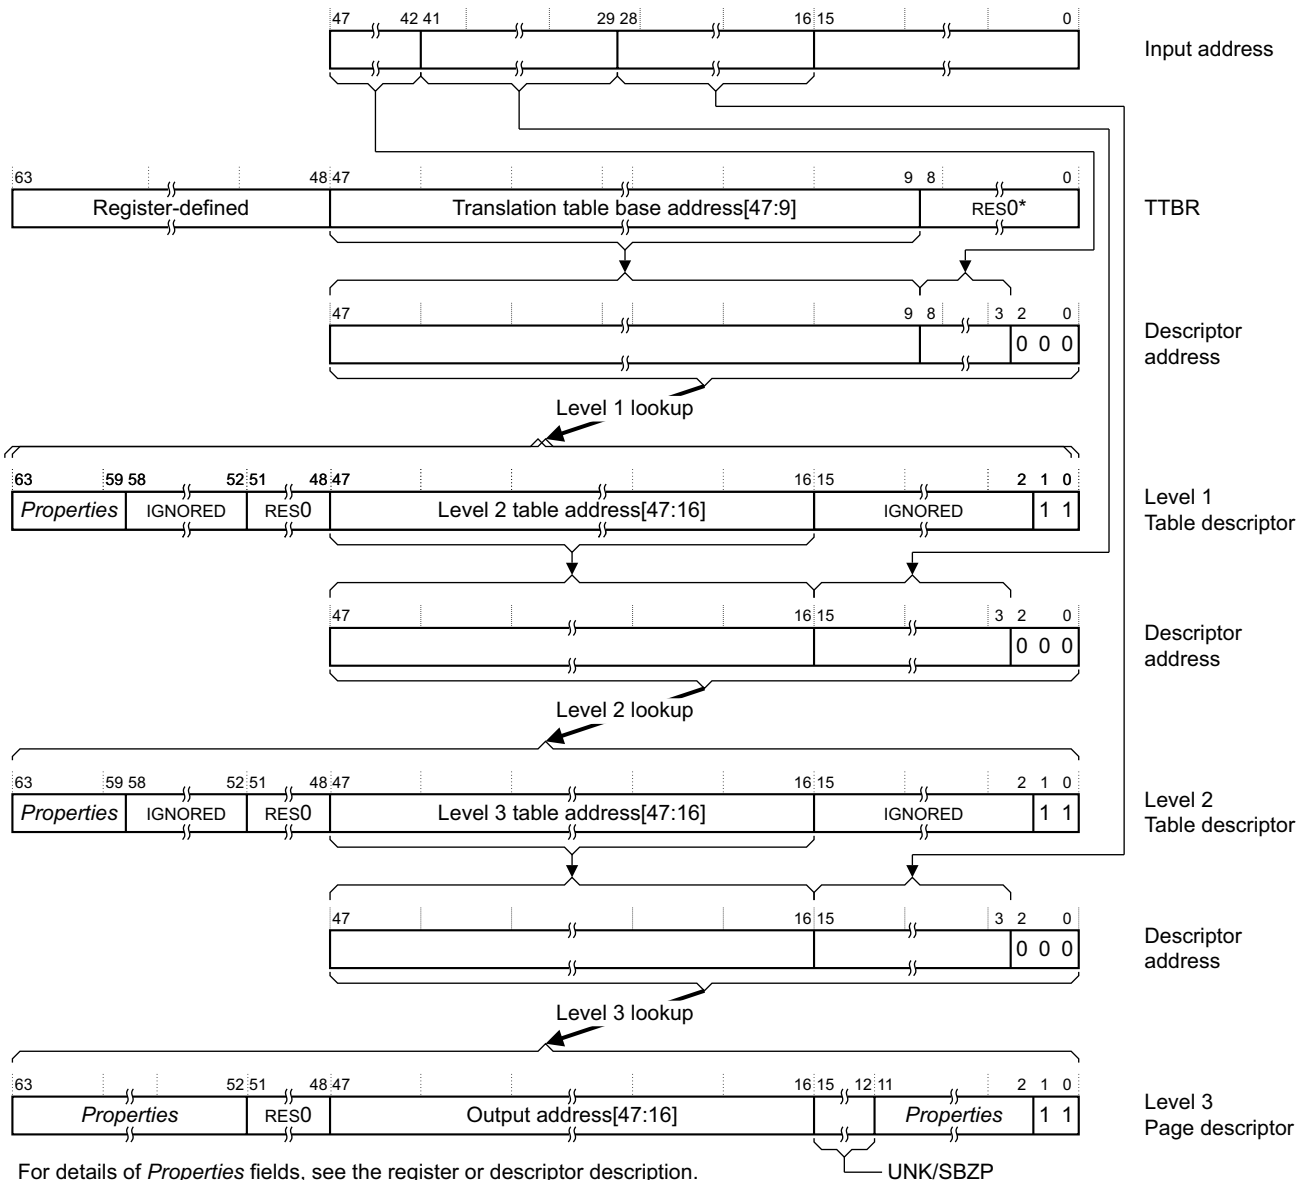 47 42 41 29 28 16 15 0
Input address
63 48 47 9 8 0
Register-defined Translation table base address[47:9] RES0* TTBR
47 9 8 3 2 0
0 0 0
Descriptor
address
Level 1 lookup
63 59 58 52 51 48 47 16 15 2 1 0
Properties IGNORED RES0 Level 2 table address[47:16] IGNORED 1 1
Level 1
Table descriptor
47 16 15 3 2 0
0 0 0
Descriptor
address
Level 2 lookup
63 59 58 52 51 48 47 16 15 2 1 0
Properties IGNORED RES0 Level 3 table address[47:16] IGNORED 1 1
Level 2
Table descriptor
47 16 15 3 2 0
0 0 0
Descriptor
address
Level 3 lookup
63 52 51 48 47 16 15 12 11 2 1 0
Properties RES0 Output address[47:16] Properties 1 1
Level 3
Page descriptor
For details of Properties fields, see the register or descriptor description.
UNK/SBZP